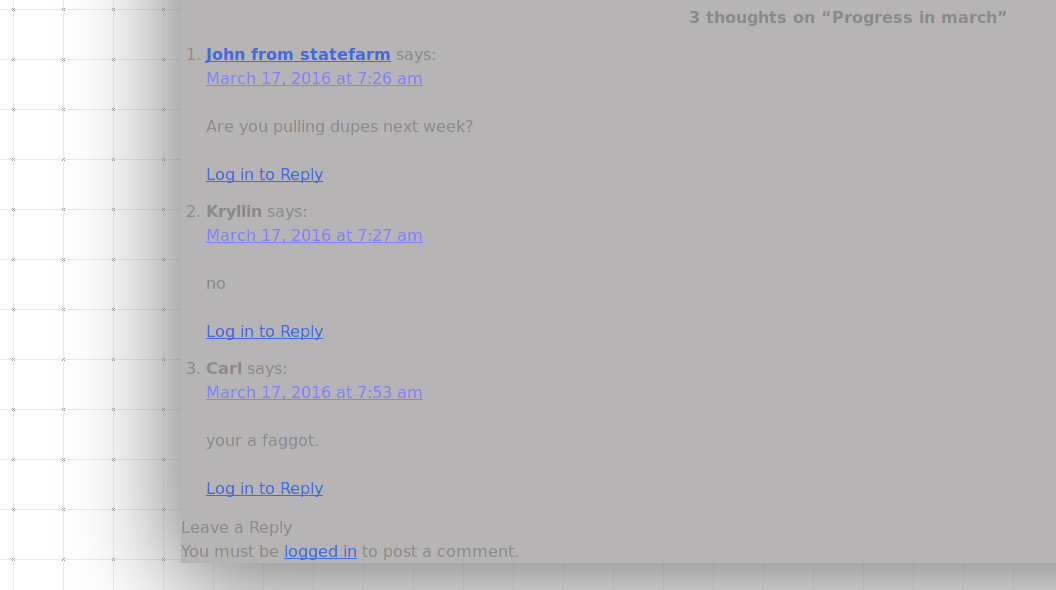 3 thoughts on “Progress in march”
1. John from statefarm says:
March 17, 2016 at 7:26 am
Are you pulling dupes next week?
Log in to Reply
2. Kryllin says:
March 17, 2016 at 7:27 am
no
Log in to Reply
3. Carl says:
March 17, 2016 at 7:53 am
your a faggot.
Log in to Reply
Leave a Reply
You must be logged in to post a comment.